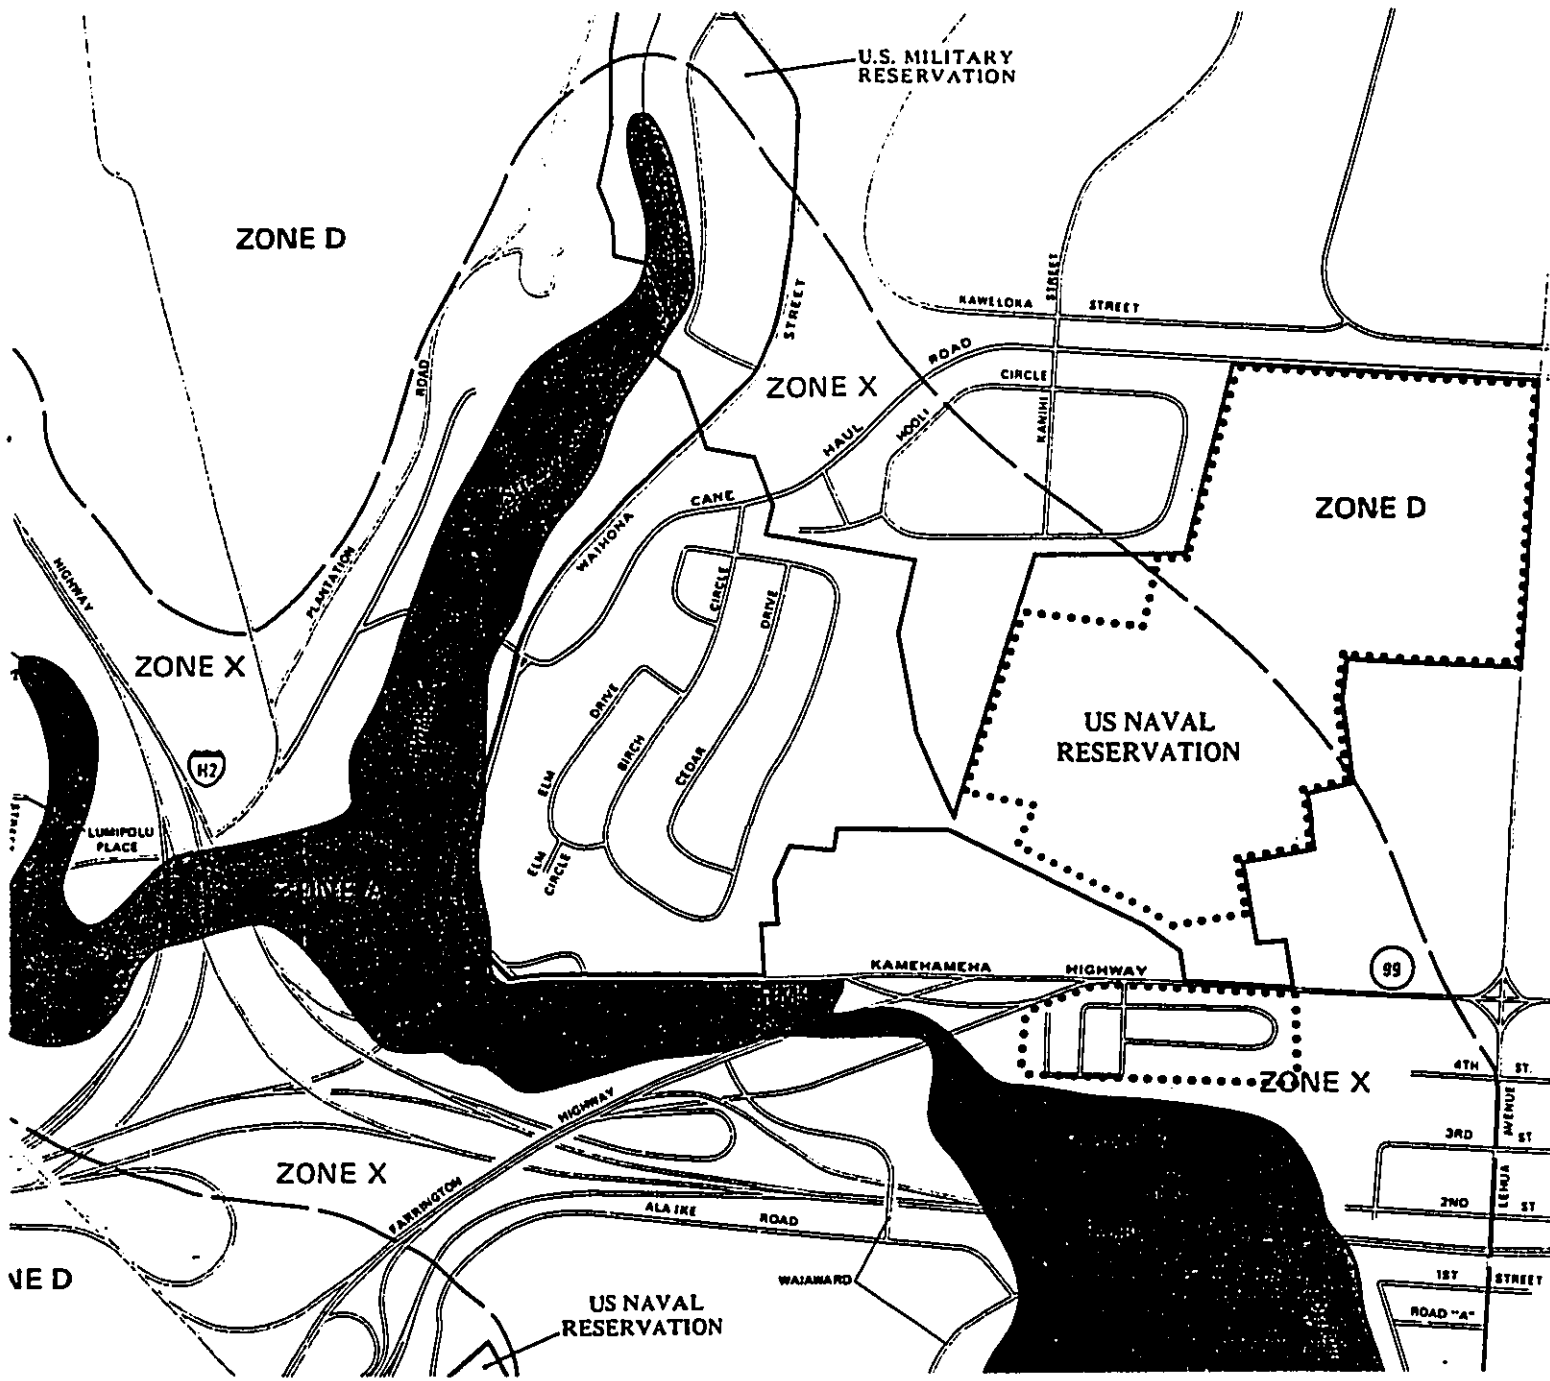 U.S. MILITARY
RESERVATION
ZONE D
STREET
KAWELOKA
STREET
STREET
ROAD
ROAD
ZONE X
CIRCLE
HAUL
HOOLI
KANIHI
CANE
ZONE D
WAIHONA
HIGHWAY
PLANTATION
CIRCLE
DRIVE
ZONE X
DRIVE
US NAVAL
RESERVATION
BIRCH
CEDAR
ELM
H2
LUMIPOLU
PLACE
ELM
CIRCLE
ZONE A
KAMEHAMEHA
HIGHWAY
99
4TH
ST.
ZONE X
HIGHWAY
AVENUE
3RD
ST
ZONE X
FARRINGTON
LEHUA
2ND
ST
ALA IKE
ROAD
NE D
WAIAWARD
1ST
STREET
US NAVAL
RESERVATION
ROAD "A"